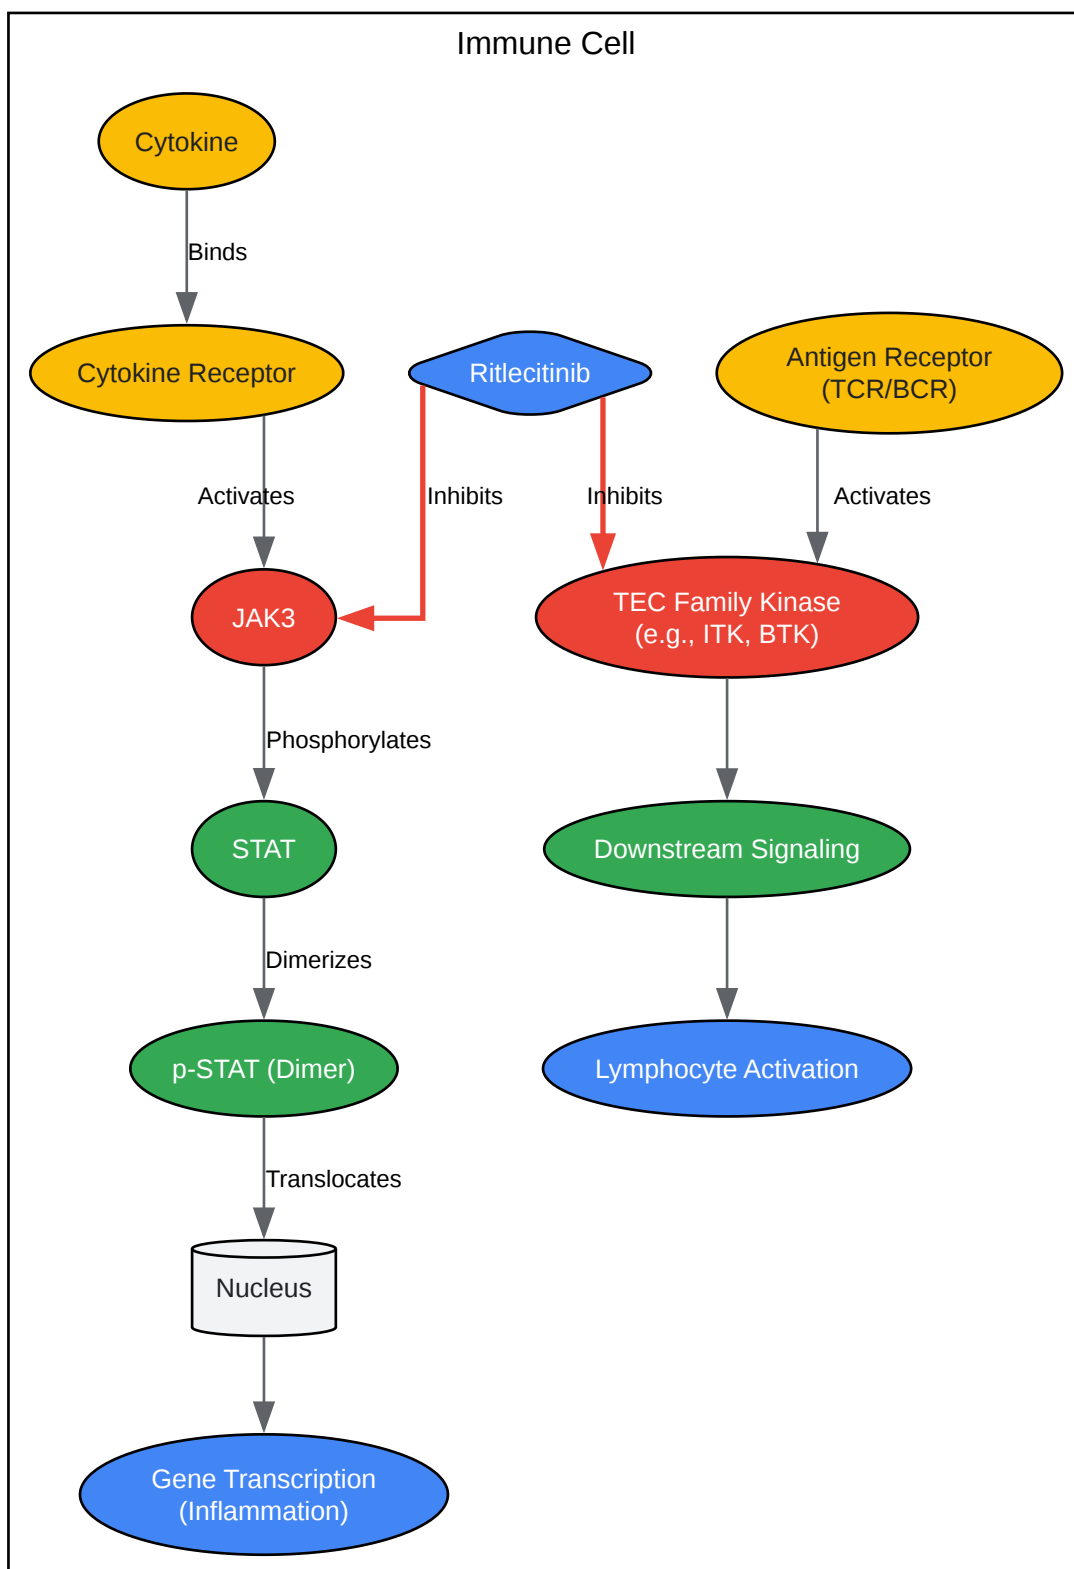 Immune Cell
Cytokine
Binds
Cytokine Receptor
Ritlecitinib
Antigen Receptor
(TCR/BCR)
Activates
Inhibits
Inhibits
Activates
JAK3
TEC Family Kinase
(e.g., ITK, BTK)
Phosphorylates
STAT
Downstream Signaling
Dimerizes
p-STAT (Dimer)
Lymphocyte Activation
Translocates
Nucleus
Gene Transcription
(Inflammation)